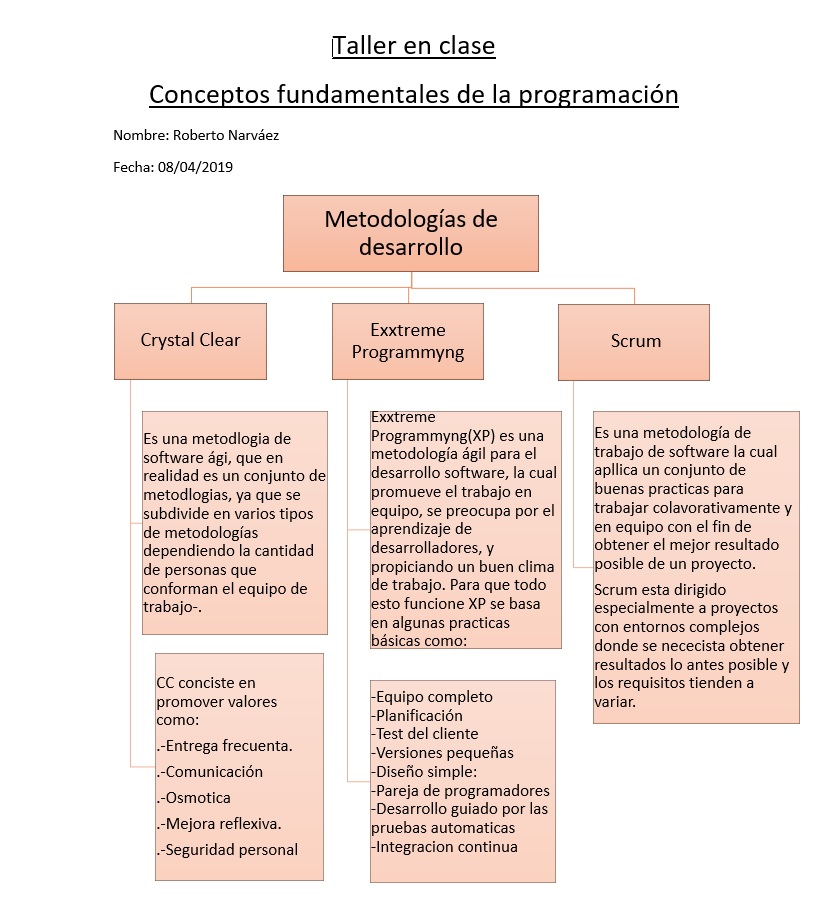 Taller en clase
Conceptos fundamentales de la programación
Nombre: Roberto Narváez
Fecha: 08/04/2019
Metodologías de
desarrollo
Crystal Clear
Exxtreme
Programmyng
Scrum
Es una metodlogia de
software ági, que en
realidad es un conjunto de
metodlogias, ya que se
subdivide en varios tipos
de metodologías
dependiendo la cantidad
de personas que
conforman el equipo de
trabajo-.
CC conciste en
promover valores
como:
.-Entrega frecuenta.
.-Comunicación
.-Osmotica
.-Mejora reflexiva.
.-Seguridad personal
Exxtreme
Programmyng(XP) es una
metodología ágil para el
desarrollo software, la cual
promueve el trabajo en
equipo, se preocupa por el
aprendizaje de
desarrolladores, y
propiciando un buen clima
de trabajo. Para que todo
esto funcione XP se basa
en algunas practicas
básicas como:
-Equipo completo
-Planificación
-Test del cliente
-Versiones pequeñas
-Diseño simple:
-Pareja de programadores
-Desarrollo guiado por las
pruebas automaticas
-Integracion continua
Es una metodología de
trabajo de software la cual
apllica un conjunto de
buenas practicas para
trabajar colavorativamente y
en equipo con el fin de
obtener el mejor resultado
posible de un proyecto.
Scrum esta dirigido
especialmente a proyectos
con entornos complejos
donde se nececista obtener
resultados lo antes posible y
los requisitos tienden a
variar.